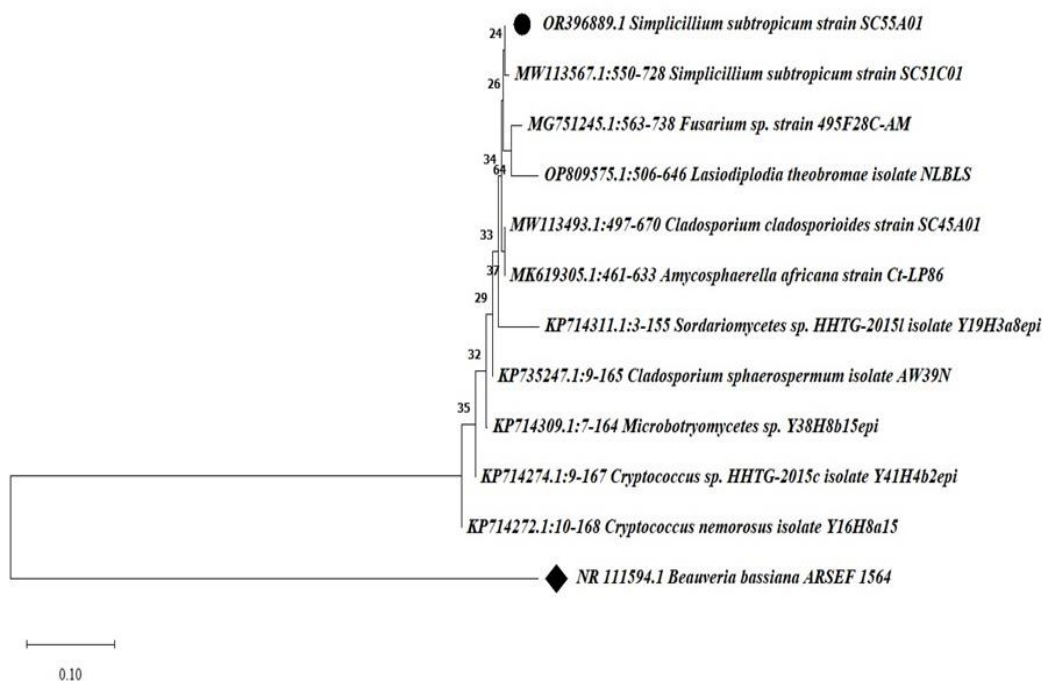 24
OR396889.1 Simplicillium subtropicum strain SC55A01
MW113567.1:550-728 Simplicillium subtropicum strain SC51C01
26
MG751245.1:563-738 Fusarium sp. strain 495F28C-AM
34
64
OP809575.1:506-646 Lasiodiplodia theobromae isolate NLBLS
MW113493.1:497-670 Cladosporium cladosporioides strain SC45A01
33
37
MK619305.1:461-633 Amycosphaerella africana strain Ct-LP86
29
KP714311.1:3-155 Sordariomycetes sp. HHTG-2015l isolate Y19H3a8epi
32
KP735247.1:9-165 Cladosporium sphaerospermum isolate AW39N
35
KP714309.1:7-164 Microbotryomycetes sp. Y38H8b15epi
KP714274.1:9-167 Cryptococcus sp. HHTG-2015c isolate Y41H4b2epi
KP714272.1:10-168 Cryptococcus nemorosus isolate Y16H8a15
NR 111594.1 Beauveria bassiana ARSEF 1564
0.10